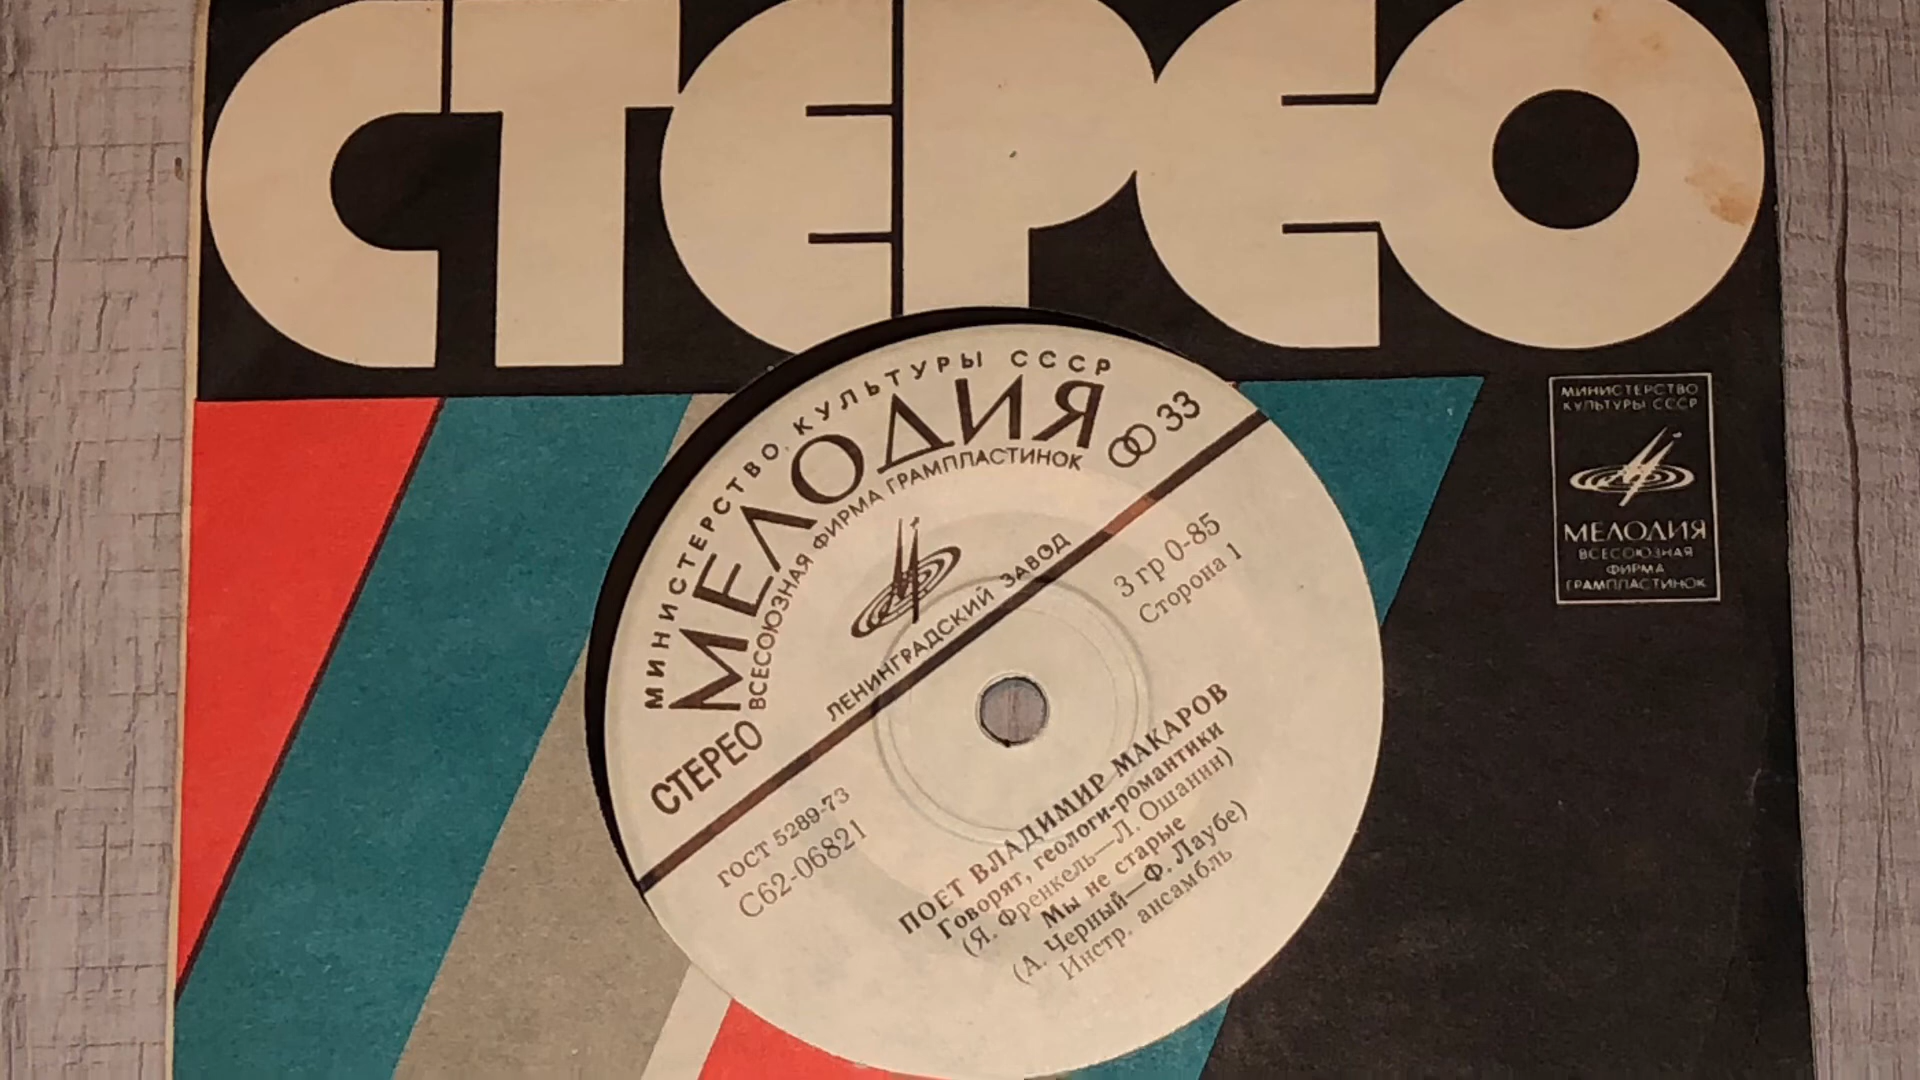 СТЕРЕО
МИНИСТЕРСТВО КУЛЬТУРЫ СССР
МЕЛОДИЯ
ВСЕСОЮЗНАЯ ФИРМА ГРАМПЛАСТИНОК
33
СТЕРЕО
ЛЕНИНГРАДСКИЙ ЗАВОД
3 гр 0-85
Сторона 1
ГОСТ 5289-73
С62-06821
ПОЕТ ВЛАДИМИР МАКАРОВ
Говорят, геологи-романтики
(Я. Френкель—Л. Ошанин)
Мы не старые
(А. Черный—Ф. Лаубе)
Инстр. ансамбль
МИНИСТЕРСТВО
КУЛЬТУРЫ СССР
МЕЛОДИЯ
ВСЕСОЮЗНАЯ
ФИРМА
ГРАМПЛАСТИНОК